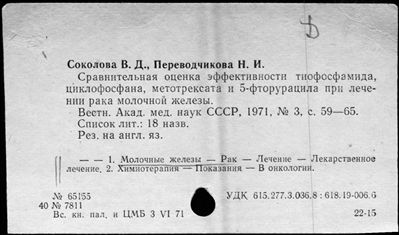 Соколова В. Д., Переводчикова Н. И.
Сравнительная оценка эффективности тиофосфамида,
циклофосфана, метотрексата и 5-фторурацила при лече-
нии рака молочной железы.
Вестн. Акад. мед. наук СССР, 1971, № 3, с. 59—65.
Список лит.: 18 назв.
Рез. на англ. яз.
— — 1. Молочные железы — Рак — Лечение — Лекарственное
лечение. 2. Химиотерапия — Показания — В онкологии.
№ 65155
УДК 615.277.3.036.8 : 618.19-006.6
40 № 7811
Вс. кн. пал. и ЦМБ 3 VI 71
22-15